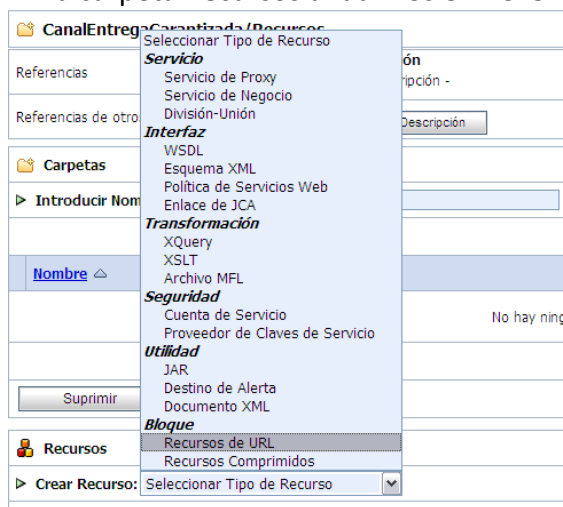 CanalEntregaGarantizada/Recursos
Seleccionar Tipo de Recurso
Servicio
Servicio de Proxy
Servicio de Negocio
División-Unión
Interfaz
WSDL
Esquema XML
Política de Servicios Web
Enlace de JCA
Transformación
XQuery
XSLT
Archivo MFL
Seguridad
Cuenta de Servicio
Proveedor de Claves de Servicio
Utilidad
JAR
Destino de Alerta
Documento XML
Bloque
Recursos de URL
Recursos Comprimidos
Referencias
ón
ripción -
Referencias de otro
Descripción
Carpetas
Introducir Nom
Nombre
No hay ning
Suprimir
Recursos
Crear Recurso: Seleccionar Tipo de Recurso